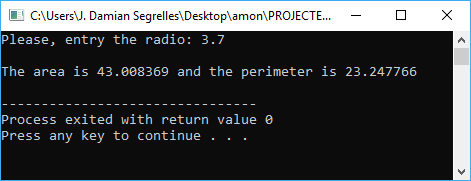 C:\Users\J. Damian Segrelles\Desktop\amon\PROJECTE...
Please, entry the radio: 3.7
The area is 43.008369 and the perimeter is 23.247766
--------------------------------
Process exited with return value 0
Press any key to continue . . .